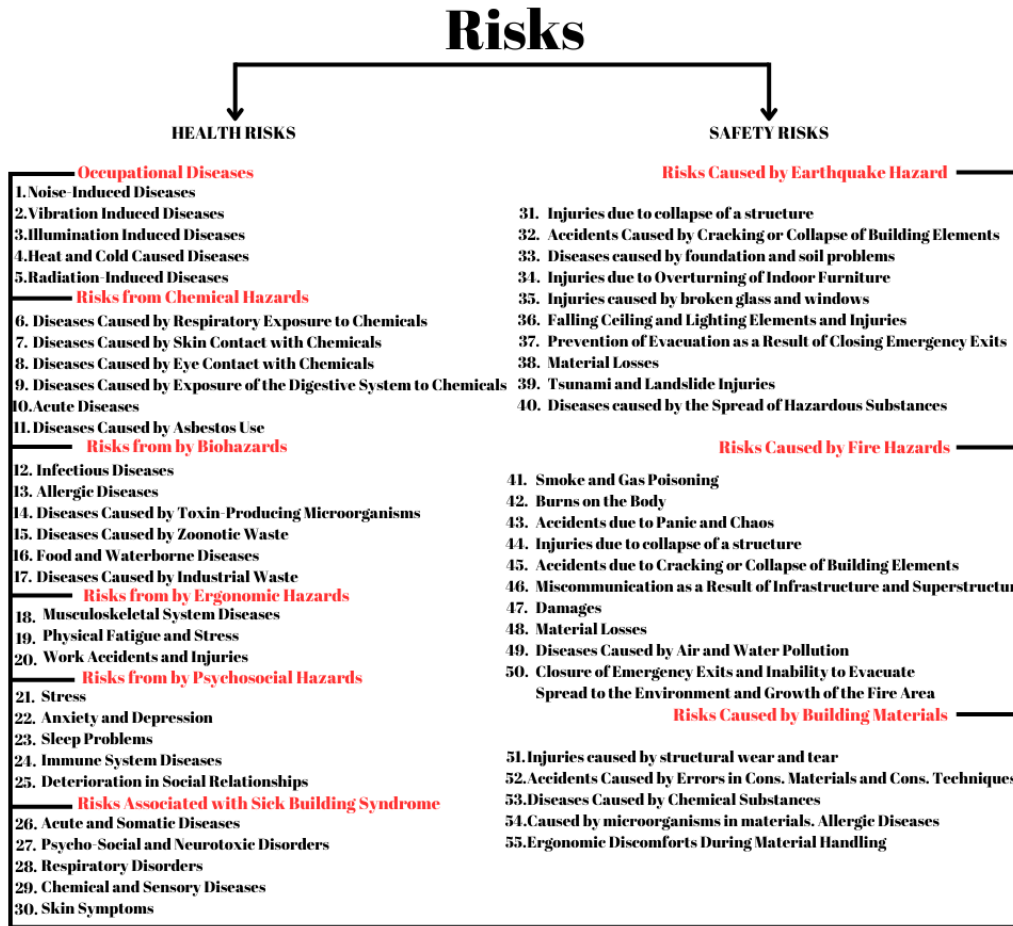 Risks
HEALTH RISKS
Occupational Diseases
1.Noise-Induced Diseases
2.Vibration Induced Diseases
3.Illumination Induced Diseases
4.Heat and Cold Caused Diseases
5.Radiation-Induced Diseases
Risks from Chemical Hazards
6. Diseases Caused by Respiratory Exposure to Chemicals
7. Diseases Caused by Skin Contact with Chemicals
8. Diseases Caused by Eye Contact with Chemicals
9. Diseases Caused by Exposure of the Digestive System to Chemicals
10.Acute Diseases
11. Diseases Caused by Asbestos Use
Risks from by Biohazards
12. Infectious Diseases
13. Allergic Diseases
14. Diseases Caused by Toxin-Producing Microorganisms
15. Diseases Caused by Zoonotic Waste
16. Food and Waterborne Diseases
17. Diseases Caused by Industrial Waste
Risks from by Ergonomic Hazards
18. Musculoskeletal System Diseases
19. Physical Fatigue and Stress
20. Work Accidents and Injuries
Risks from by Psychosocial Hazards
21. Stress
22. Anxiety and Depression
23. Sleep Problems
24. Immune System Diseases
25. Deterioration in Social Relationships
Risks Associated with Sick Building Syndrome
26. Acute and Somatic Diseases
27. Psycho-Social and Neurotoxic Disorders
28. Respiratory Disorders
29. Chemical and Sensory Diseases
30. Skin Symptoms
SAFETY RISKS
Risks Caused by Earthquake Hazard
31. Injuries due to collapse of a structure
32. Accidents Caused by Cracking or Collapse of Building Elements
33. Diseases caused by foundation and soil problems
34. Injuries due to Overturning of Indoor Furniture
35. Injuries caused by broken glass and windows
36. Falling Ceiling and Lighting Elements and Injuries
37. Prevention of Evacuation as a Result of Closing Emergency Exits
38. Material Losses
39. Tsunami and Landslide Injuries
40. Diseases caused by the Spread of Hazardous Substances
Risks Caused by Fire Hazards
41. Smoke and Gas Poisoning
42. Burns on the Body
43. Accidents due to Panic and Chaos
44. Injuries due to collapse of a structure
45. Accidents due to Cracking or Collapse of Building Elements
46. Miscommunication as a Result of Infrastructure and Superstructur
47. Damages
48. Material Losses
49. Diseases Caused by Air and Water Pollution
50. Closure of Emergency Exits and Inability to Evacuate
Spread to the Environment and Growth of the Fire Area
Risks Caused by Building Materials
51.Injuries caused by structural wear and tear
52.Accidents Caused by Errors in Cons. Materials and Cons. Techniques
53.Diseases Caused by Chemical Substances
54.Caused by microorganisms in materials. Allergic Diseases
55.Ergonomic Discomforts During Material Handling